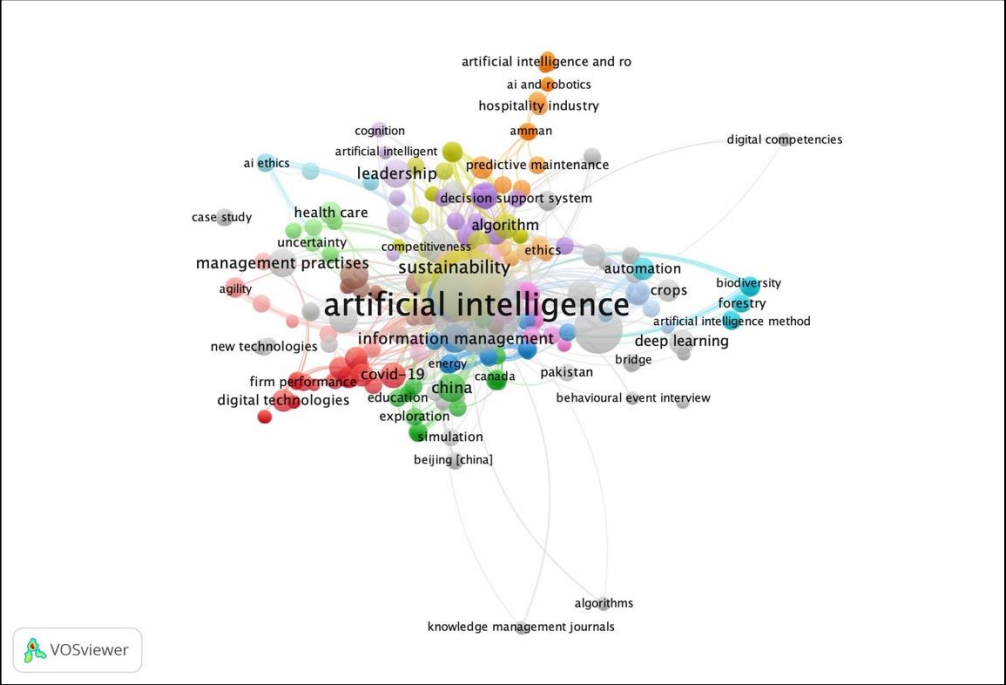 artificial intelligence and ro
ai and robotics
hospitality industry
cognition
amman
digital competencies
artificial intelligent
ai ethics
predictive maintenance
leadership
decision support system
case study
health care
algorithm
uncertainty
competitiveness
ethics
management practises
sustainability
automation
agility
biodiversity
crops
artificial intelligence
forestry
artificial intelligence method
information management
deep learning
new technologies
bridge
energy
covid-19
pakistan
canada
firm performance
china
digital technologies
education
behavioural event interview
exploration
simulation
beijing [china]
algorithms
knowledge management journals
VOSviewer